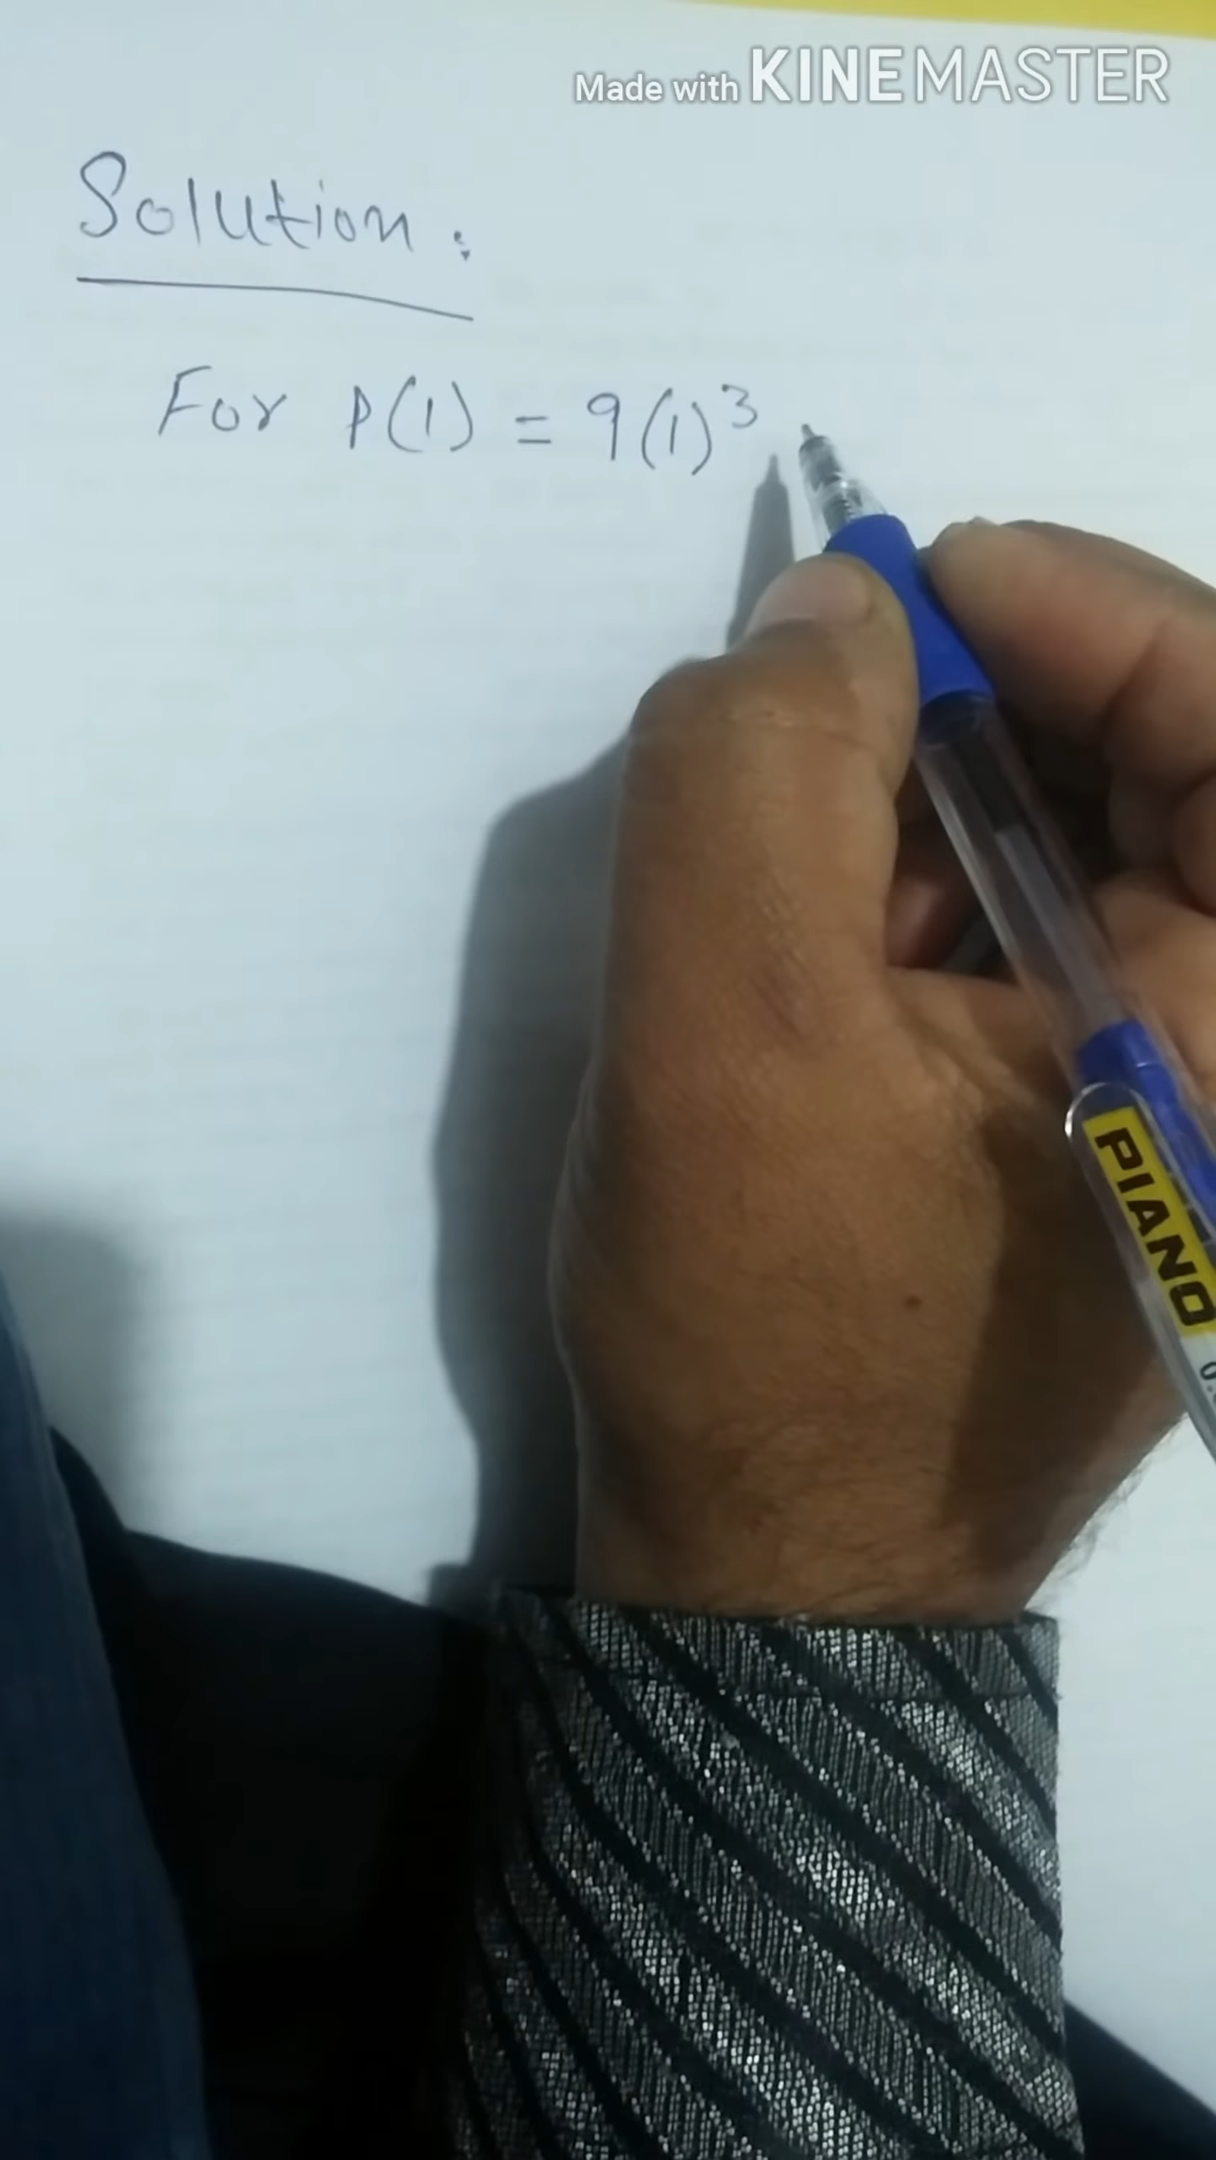 Made with KINEMASTER
Solution :
For P(1) = 9(1)³
PIANO